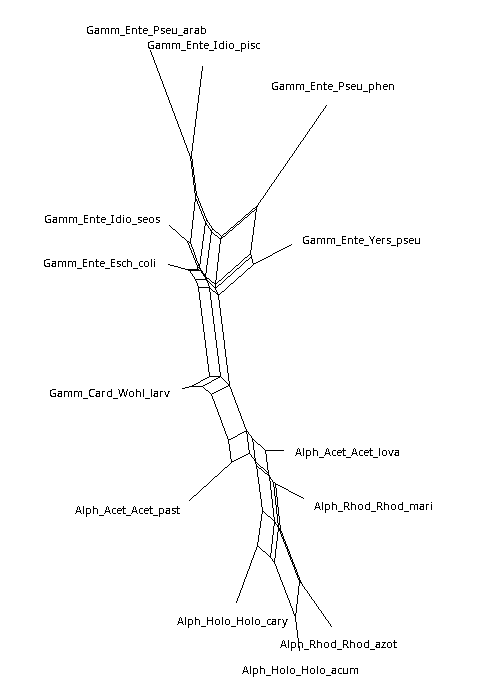 Gamm_Ente_Pseu_arab
Gamm_Ente_Idio_pisc
Gamm_Ente_Pseu_phen
Gamm_Ente_Idio_seos
Gamm_Ente_Yers_pseu
Gamm_Ente_Esch_coli
Gamm_Card_Wohl_larv
Alph_Acet_Acet_lova
Alph_Rhod_Rhod_mari
Alph_Acet_Acet_past
Alph_Holo_Holo_cary
Alph_Rhod_Rhod_azot
Alph_Holo_Holo_acum